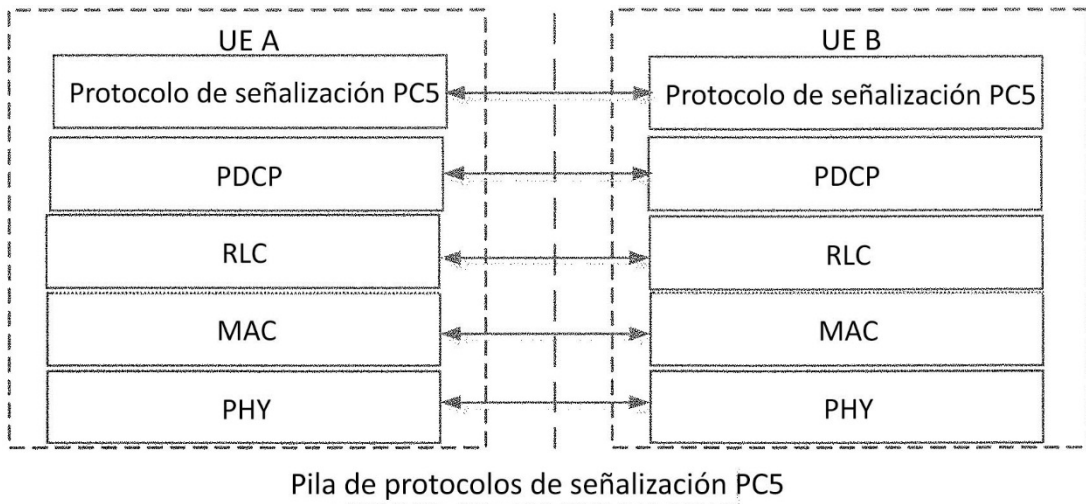 UE A
UE B
Protocolo de señalización PC5
Protocolo de señalización PC5
PDCP
PDCP
RLC
RLC
MAC
MAC
PHY
PHY
Pila de protocolos de señalización PC5